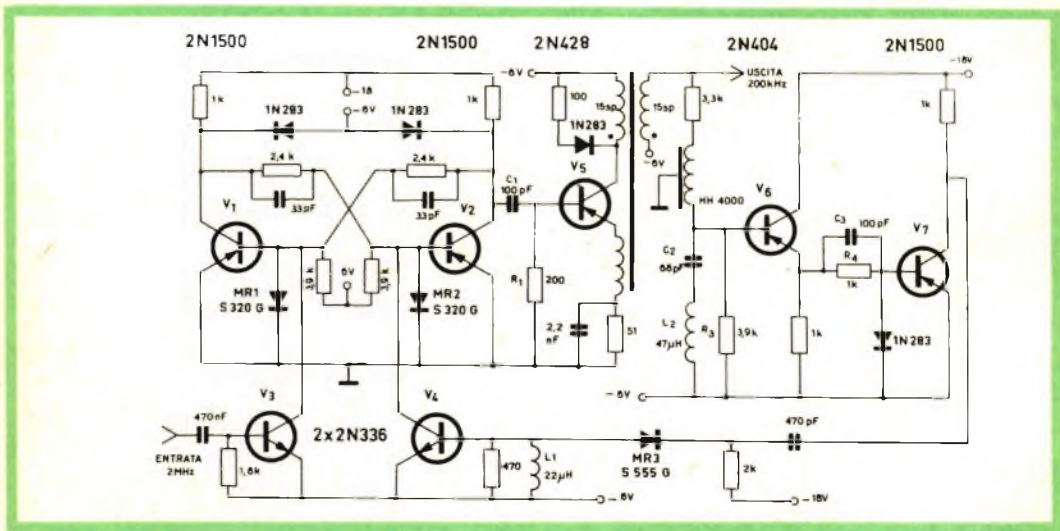 2N1500
2N1500
2N428
2N404
2N1500
1k
-18
-6V
1N283
1N283
1k
-6V
100
1N283
15sp
15sp
-6V
USCITA
200kHz
3,3k
-18V
1k
2,4 k
33pF
2,4 k
33pF
V1
V2
C1
100pF
V5
HH 4000
V6
C3
100pF
R4
1k
V7
3,9k
6V
3,9k
MR1
S 320 G
MR2
S 320 G
R1
200
2,2
nF
51
C2
68pF
L2
47µH
R3
3,9k
1k
1N283
-6V
V3
V4
470nF
2x2N336
ENTRATA
2MHz
1,8k
470
L1
22µH
-6V
MR3
S 555 G
2k
470pF
-18V